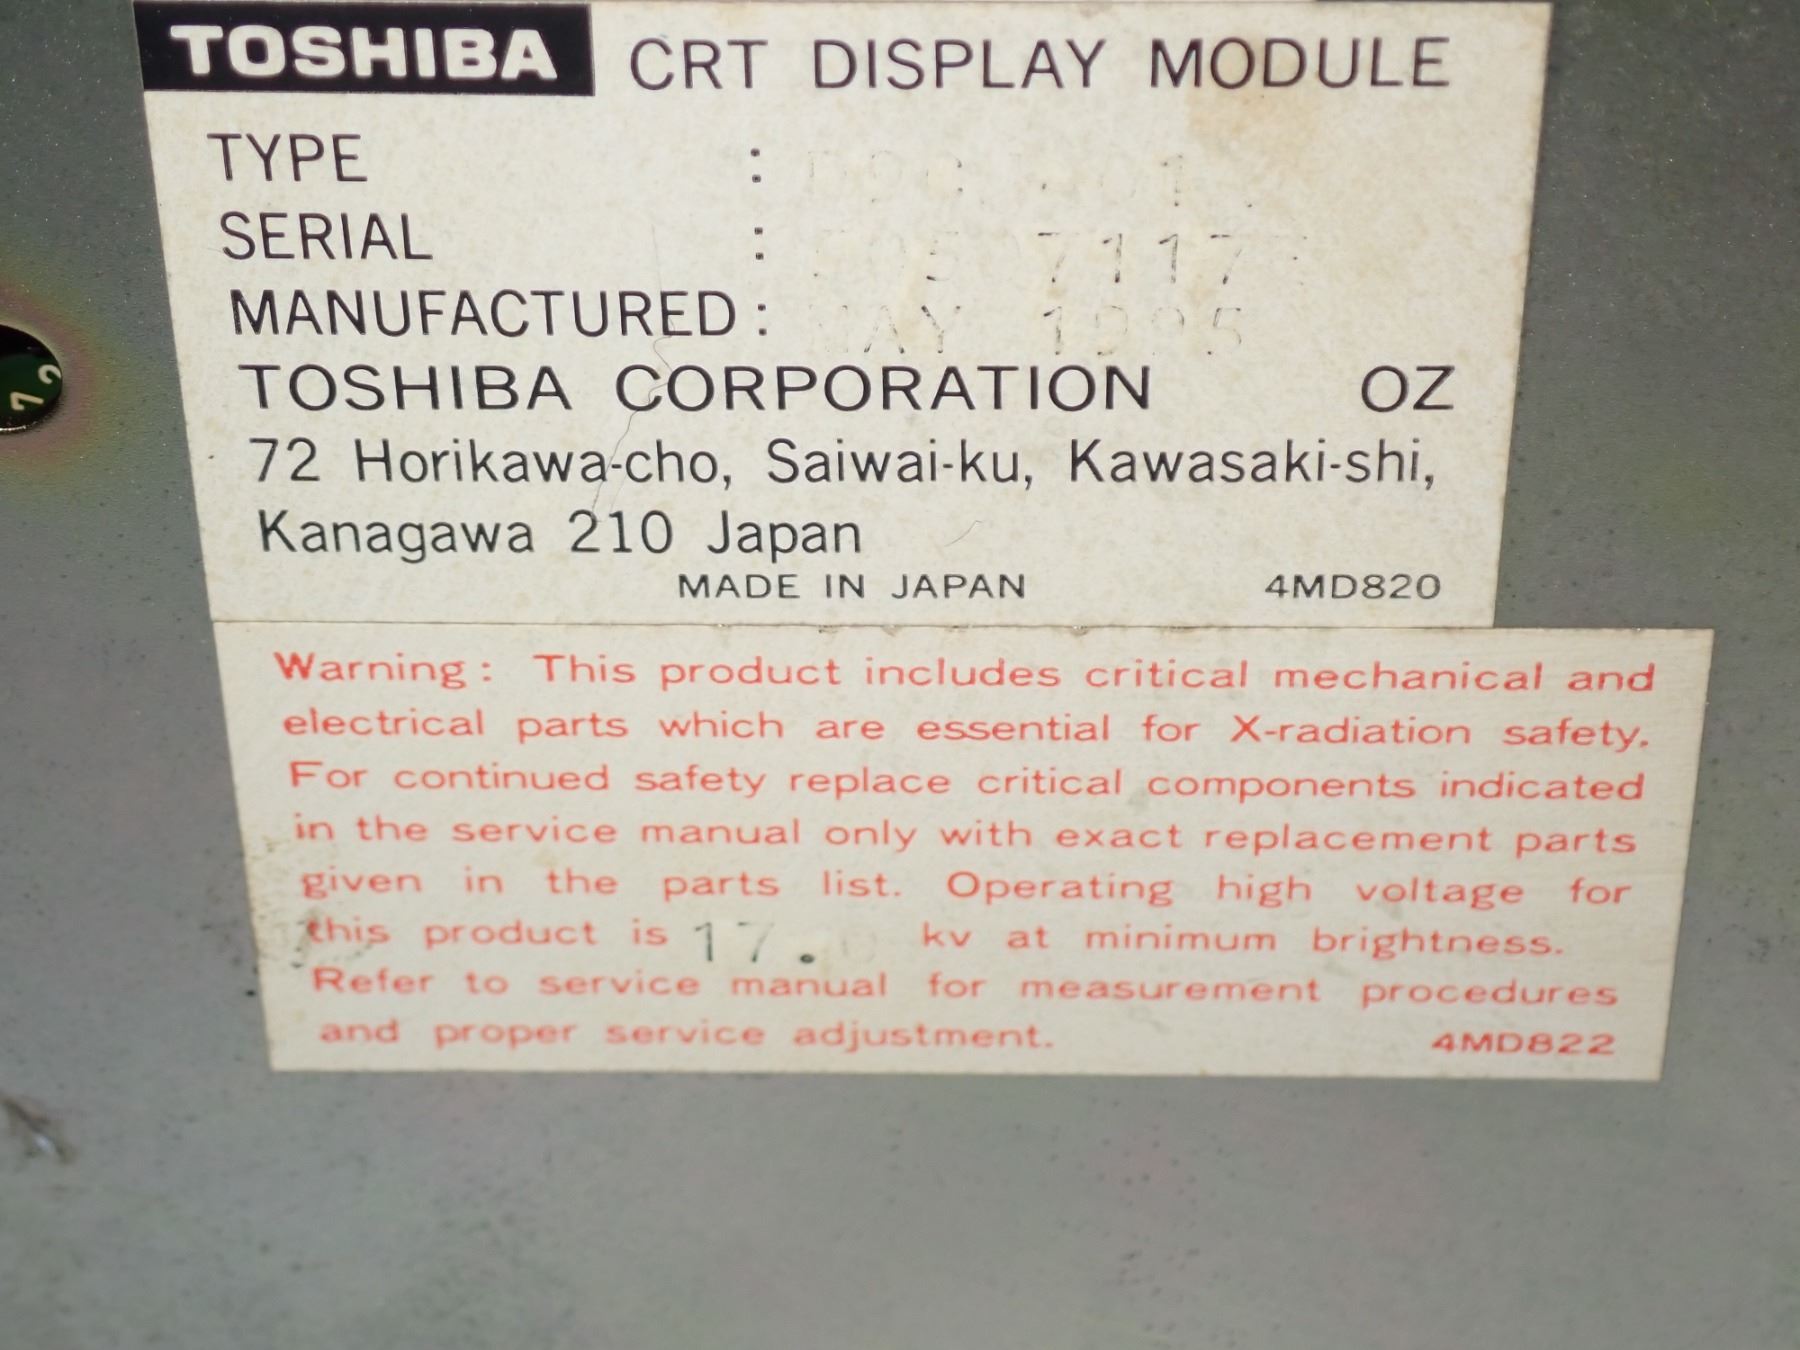 TOSHIBA CRT DISPLAY MODULE
TYPE :
SERIAL :
MANUFACTURED : MAY 1995
TOSHIBA CORPORATION OZ
72 Horikawa-cho, Saiwai-ku, Kawasaki-shi,
Kanagawa 210 Japan
MADE IN JAPAN 4MD820
Warning : This product includes critical mechanical and
electrical parts which are essential for X-radiation safety.
For continued safety replace critical components indicated
in the service manual only with exact replacement parts
given in the parts list. Operating high voltage for
this product is kv at minimum brightness.
Refer to service manual for measurement procedures
and proper service adjustment. 4MD822
72